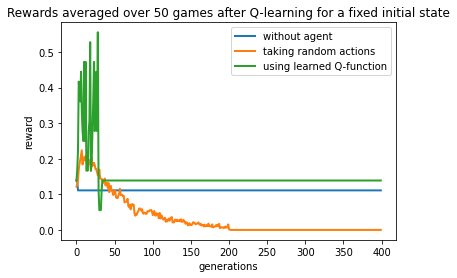 Rewards averaged over 50 games after Q-learning for a fixed initial state
without agent
taking random actions
using learned Q-function
reward
0.5
0.4
0.3
0.2
0.1
0.0
0 50 100 150 200 250 300 350 400
generations